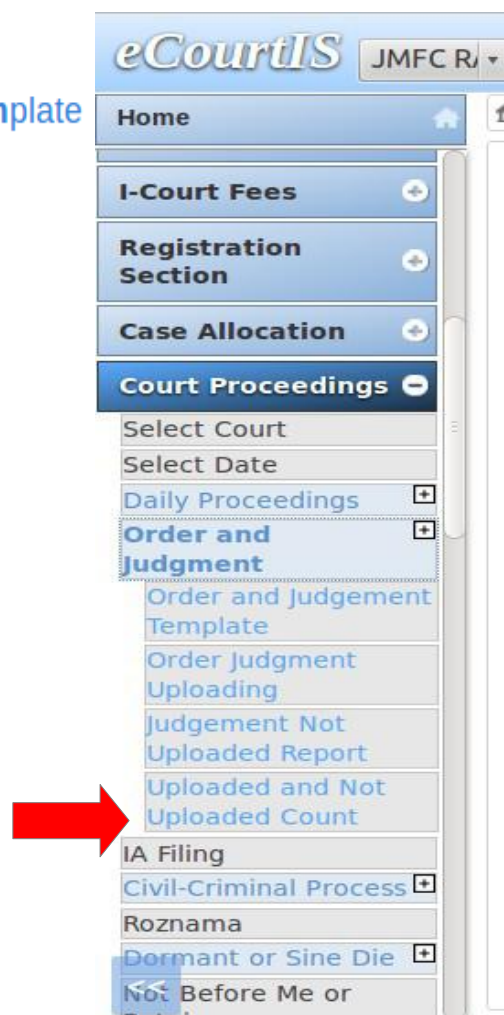 eCourtIS JMFC RA
nplate
Home
I-Court Fees
Registration
Section
Case Allocation
Court Proceedings
Select Court
Select Date
Daily Proceedings
Order and
Judgment
Order and Judgement
Template
Order Judgment
Uploading
Judgement Not
Uploaded Report
Uploaded and Not
Uploaded Count
IA Filing
Civil-Criminal Process
Roznama
Dormant or Sine Die
<<
Not Before Me or